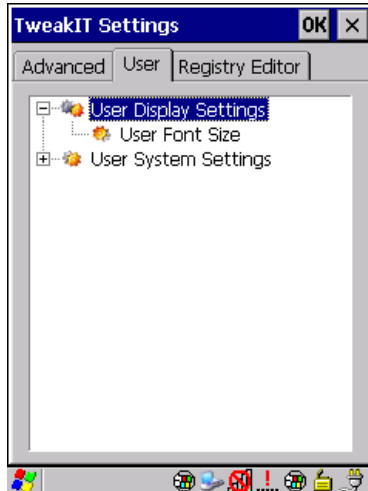 TweakIT Settings OK
Advanced User Registry Editor
User Display Settings
User Font Size
User System Settings